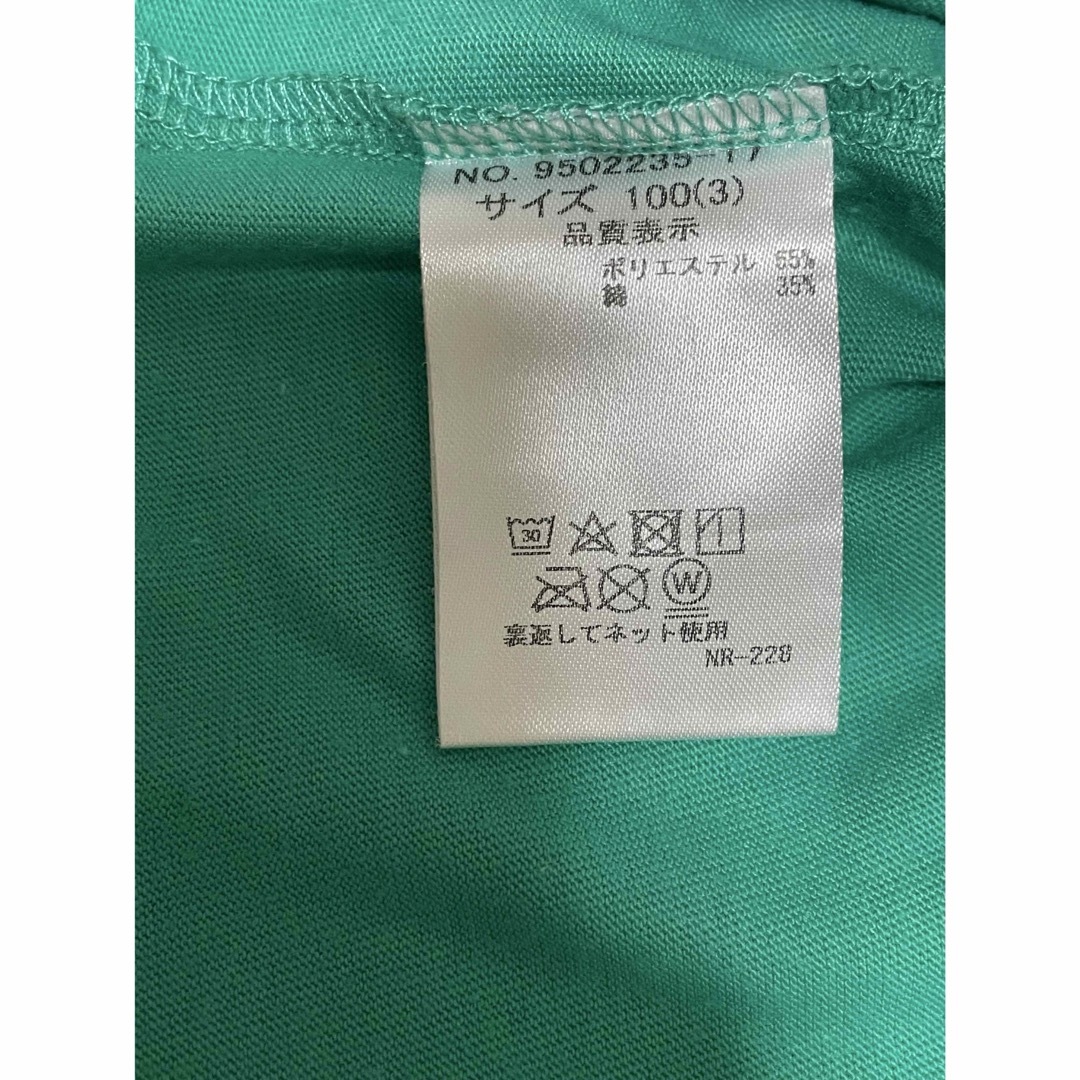 NO. 9502235-17
サイズ 100(3)
品質表示
ポリエステル 65%
綿 35%
30
W
裏返してネット使用
NR-228